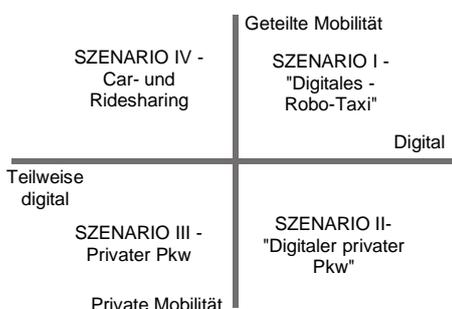 Geteilte Mobilität
SZENARIO IV -
Car- und
Ridesharing
SZENARIO I -
"Digitales -
Robo-Taxi"
Digital
Teilweise
digital
SZENARIO III -
Privater Pkw
SZENARIO II-
"Digitaler privater
Pkw"
Private Mobilität